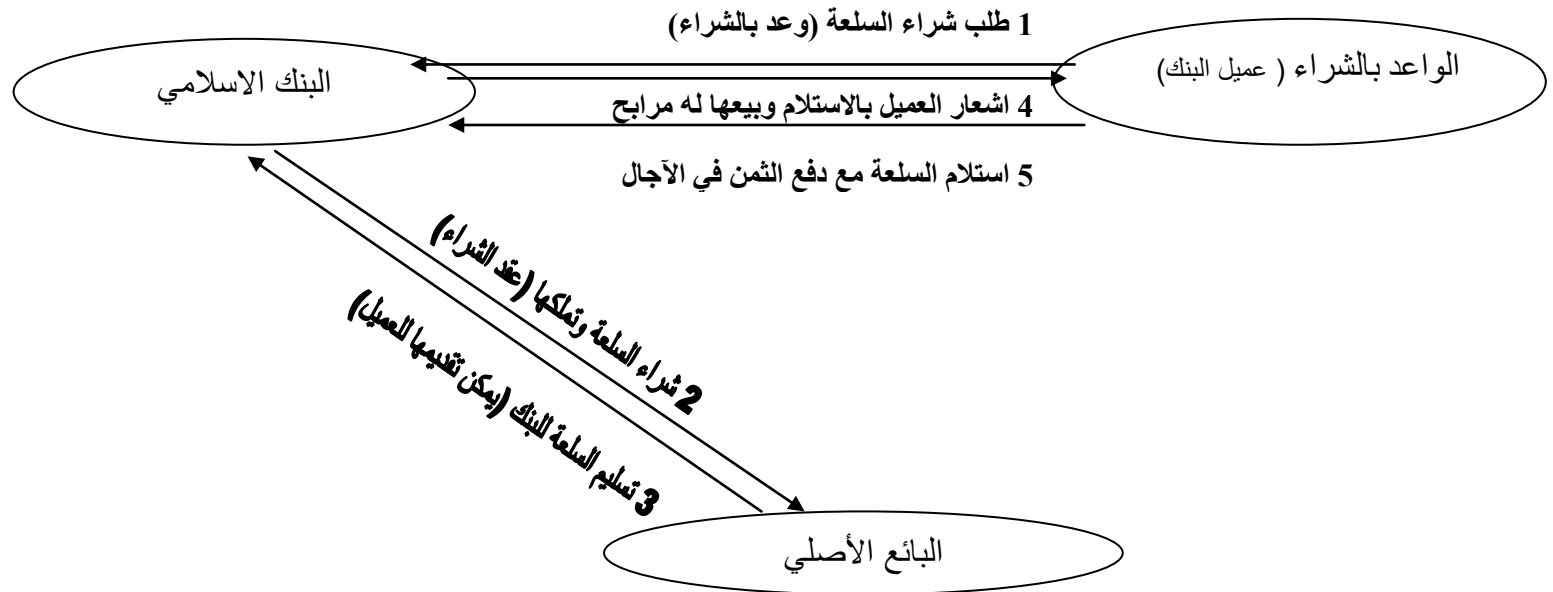 1 طلب شراء السلعة (وعد بالشراء)
الواعد بالشراء ( عميل البنك)
البنك الاسلامي
4 اشعار العميل بالاستلام وبيعها له مرابح
5 استلام السلعة مع دفع الثمن في الآجال
2 شراء السلعة وتملكها (عقد الشراء)
3 تسليم السلعة للبنك (يمكن تقديمها للعميل)
البائع الأصلي